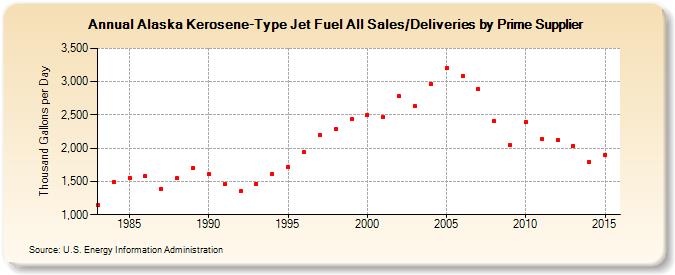 Annual Alaska Kerosene-Type Jet Fuel All Sales/Deliveries by Prime Supplier
Thousand Gallons per Day
3,500
3,000
2,500
2,000
1,500
1,000
1985 1990 1995 2000 2005 2010 2015
Source: U.S. Energy Information Administration